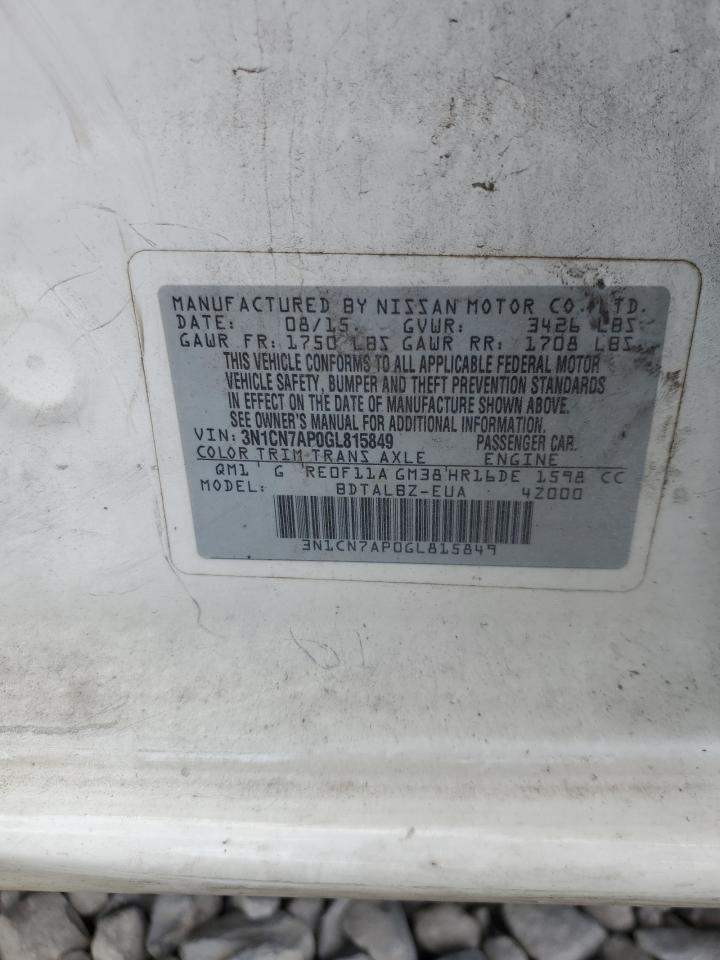 MANUFACTURED BY NISSAN MOTOR CO., LTD.
DATE: 08/15 GVWR: 3426 LBS
GAWR FR: 1750 LBS GAWR RR: 1708 LBS
THIS VEHICLE CONFORMS TO ALL APPLICABLE FEDERAL MOTOR
VEHICLE SAFETY, BUMPER AND THEFT PREVENTION STANDARDS
IN EFFECT ON THE DATE OF MANUFACTURE SHOWN ABOVE.
SEE OWNER'S MANUAL FOR ADDITIONAL INFORMATION.
VIN: 3N1CN7AP0GL815849 PASSENGER CAR.
COLOR TRIM TRANS AXLE ENGINE
QM1 G RE0F11A GM38 HR16DE 1598 CC
MODEL: BDTALBZ-EUA 4Z000
3N1CN7AP0GL815849